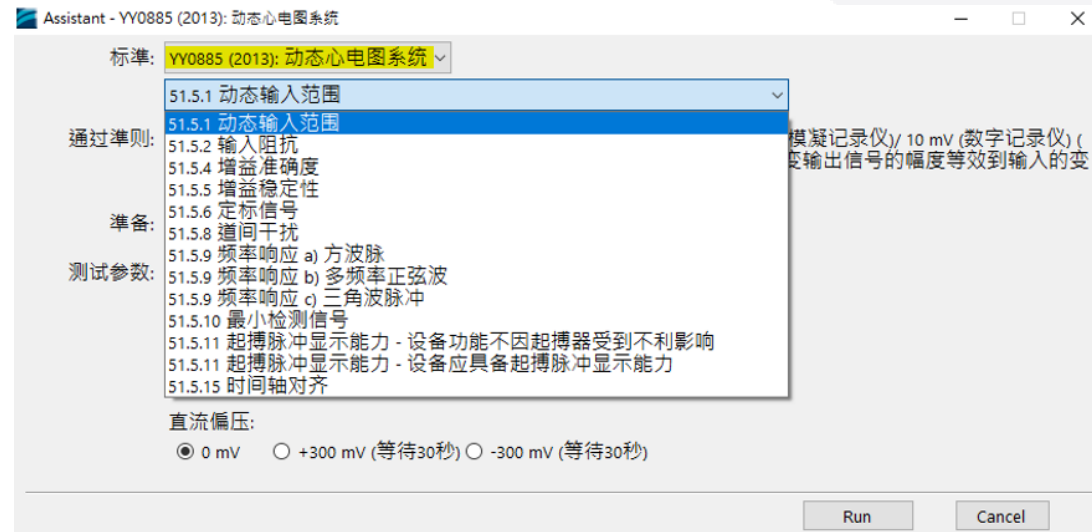 Assistant - YY0885 (2013): 动态心电图系统
标準: YY0885 (2013): 动态心电图系统
51.5.1 动态输入范围
51.5.1 动态输入范围
通过準则:
模凝记录仪)/ 10 mV (数字记录仪) (
51.5.2 输入阻抗
变输出信号的幅度等效到输入的变
51.5.4 增益准确度
51.5.5 增益稳定性
準备:
51.5.6 定标信号
51.5.8 道间干扰
51.5.9 频率响应 a) 方波脉
测试参数:
51.5.9 频率响应 b) 多频率正弦波
51.5.9 频率响应 c) 三角波脉冲
51.5.10 最小检测信号
51.5.11 起搏脉冲显示能力 - 设备功能不因起搏器受到不利影响
51.5.11 起搏脉冲显示能力 - 设备应具备起搏脉冲显示能力
51.5.15 时间轴对齐
直流偏压:
0 mV +300 mV (等待30秒) -300 mV (等待30秒)
Run Cancel